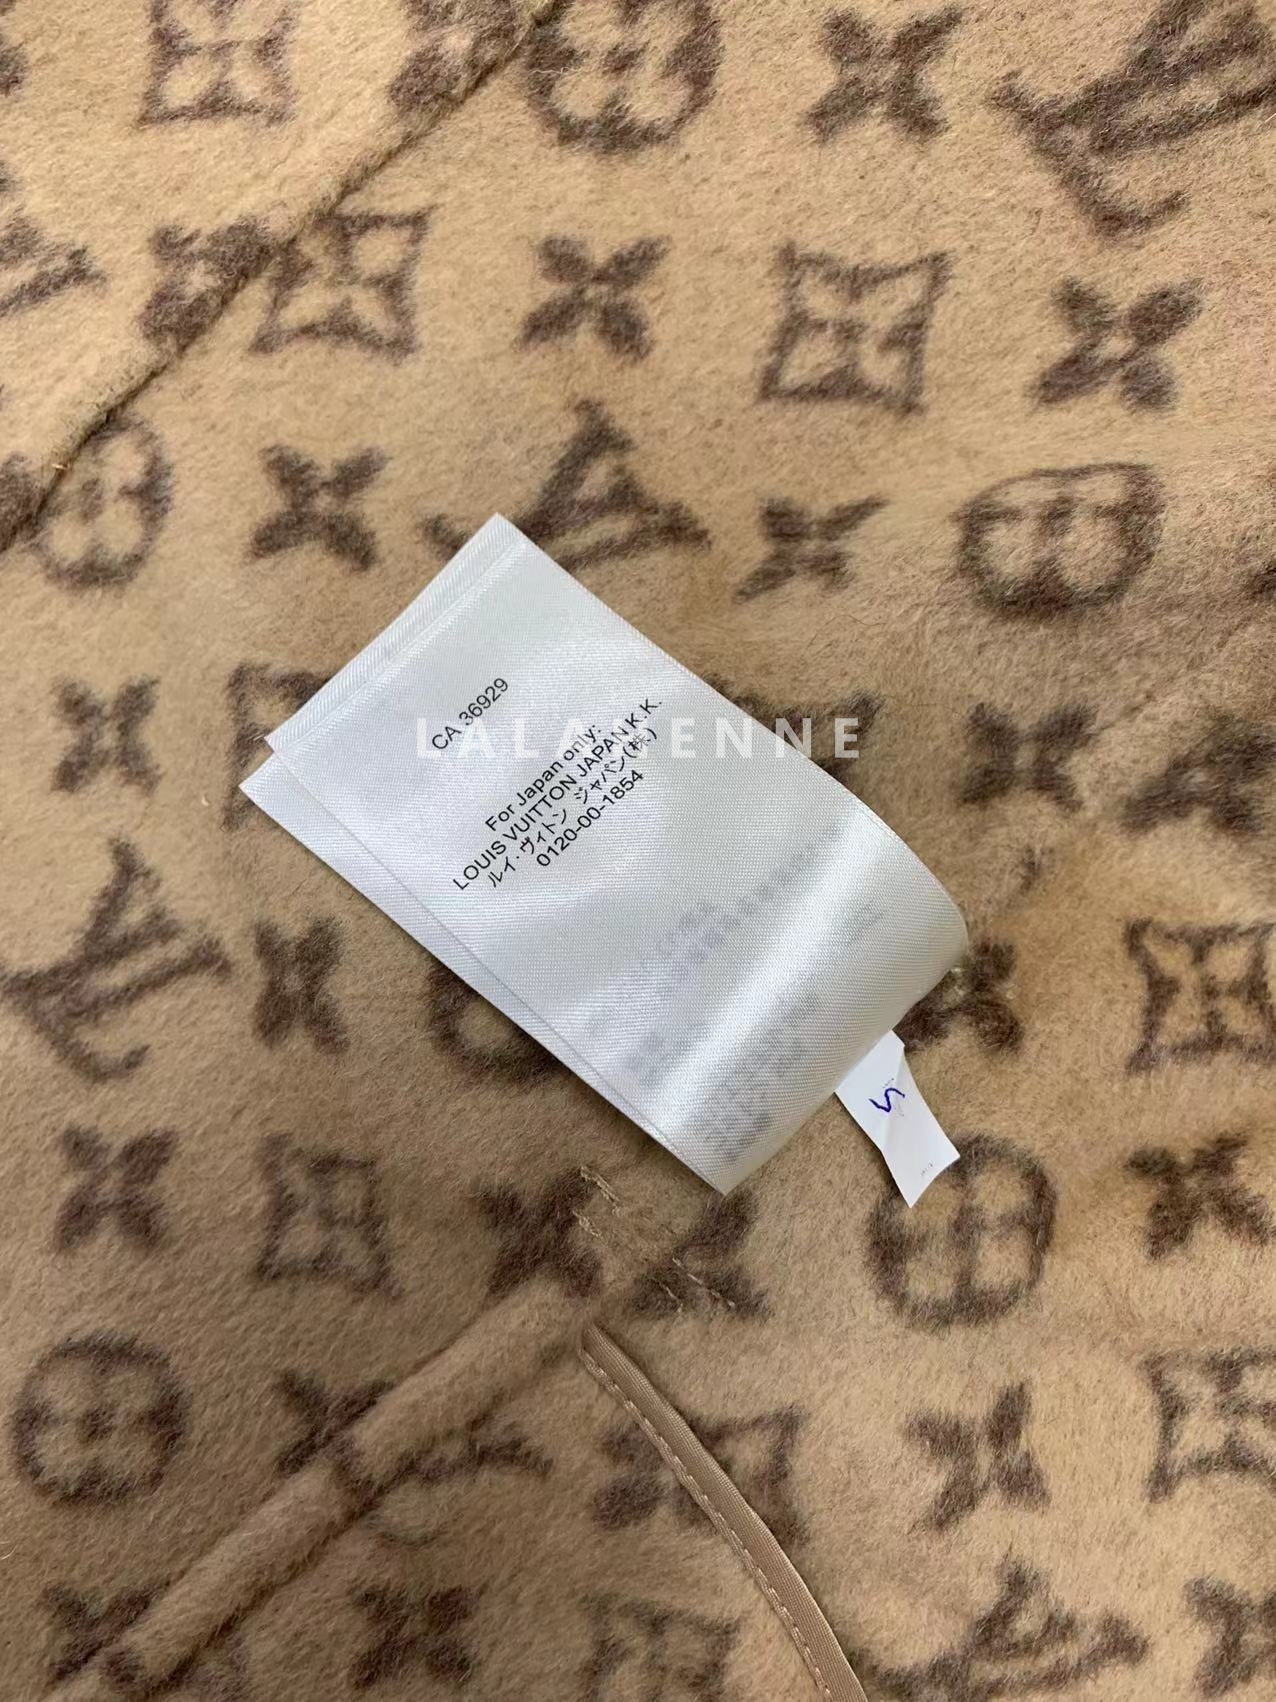 CA 36929
For Japan only:
LOUIS VUITTON JAPAN K.K.
ルイ・ヴィトン ジャパン(株)
0120-00-1854
S